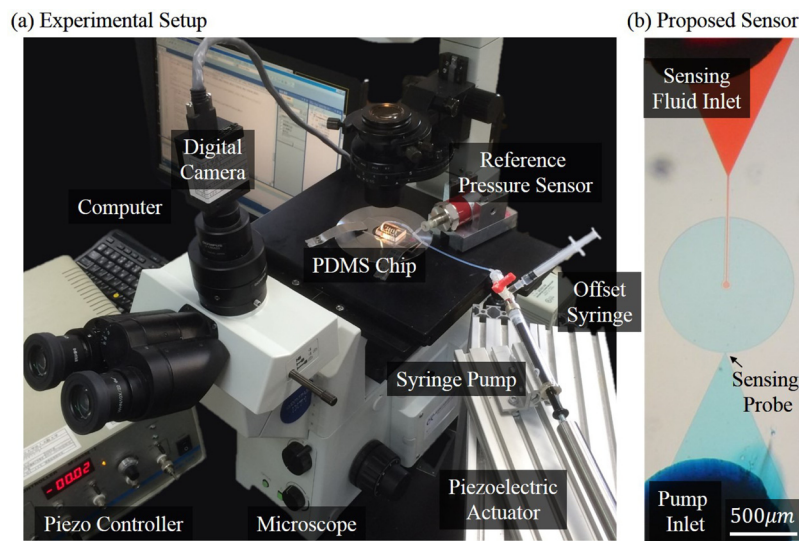 (a) Experimental Setup
(b) Proposed Sensor
Digital
Camera
Computer
Reference
Pressure Sensor
PDMS Chip
Offset
Syringe
Syringe Pump
Piezoelectric
Actuator
Piezo Controller
Microscope
-00.02
Sensing
Fluid Inlet
Sensing
Probe
Pump
Inlet
500μm